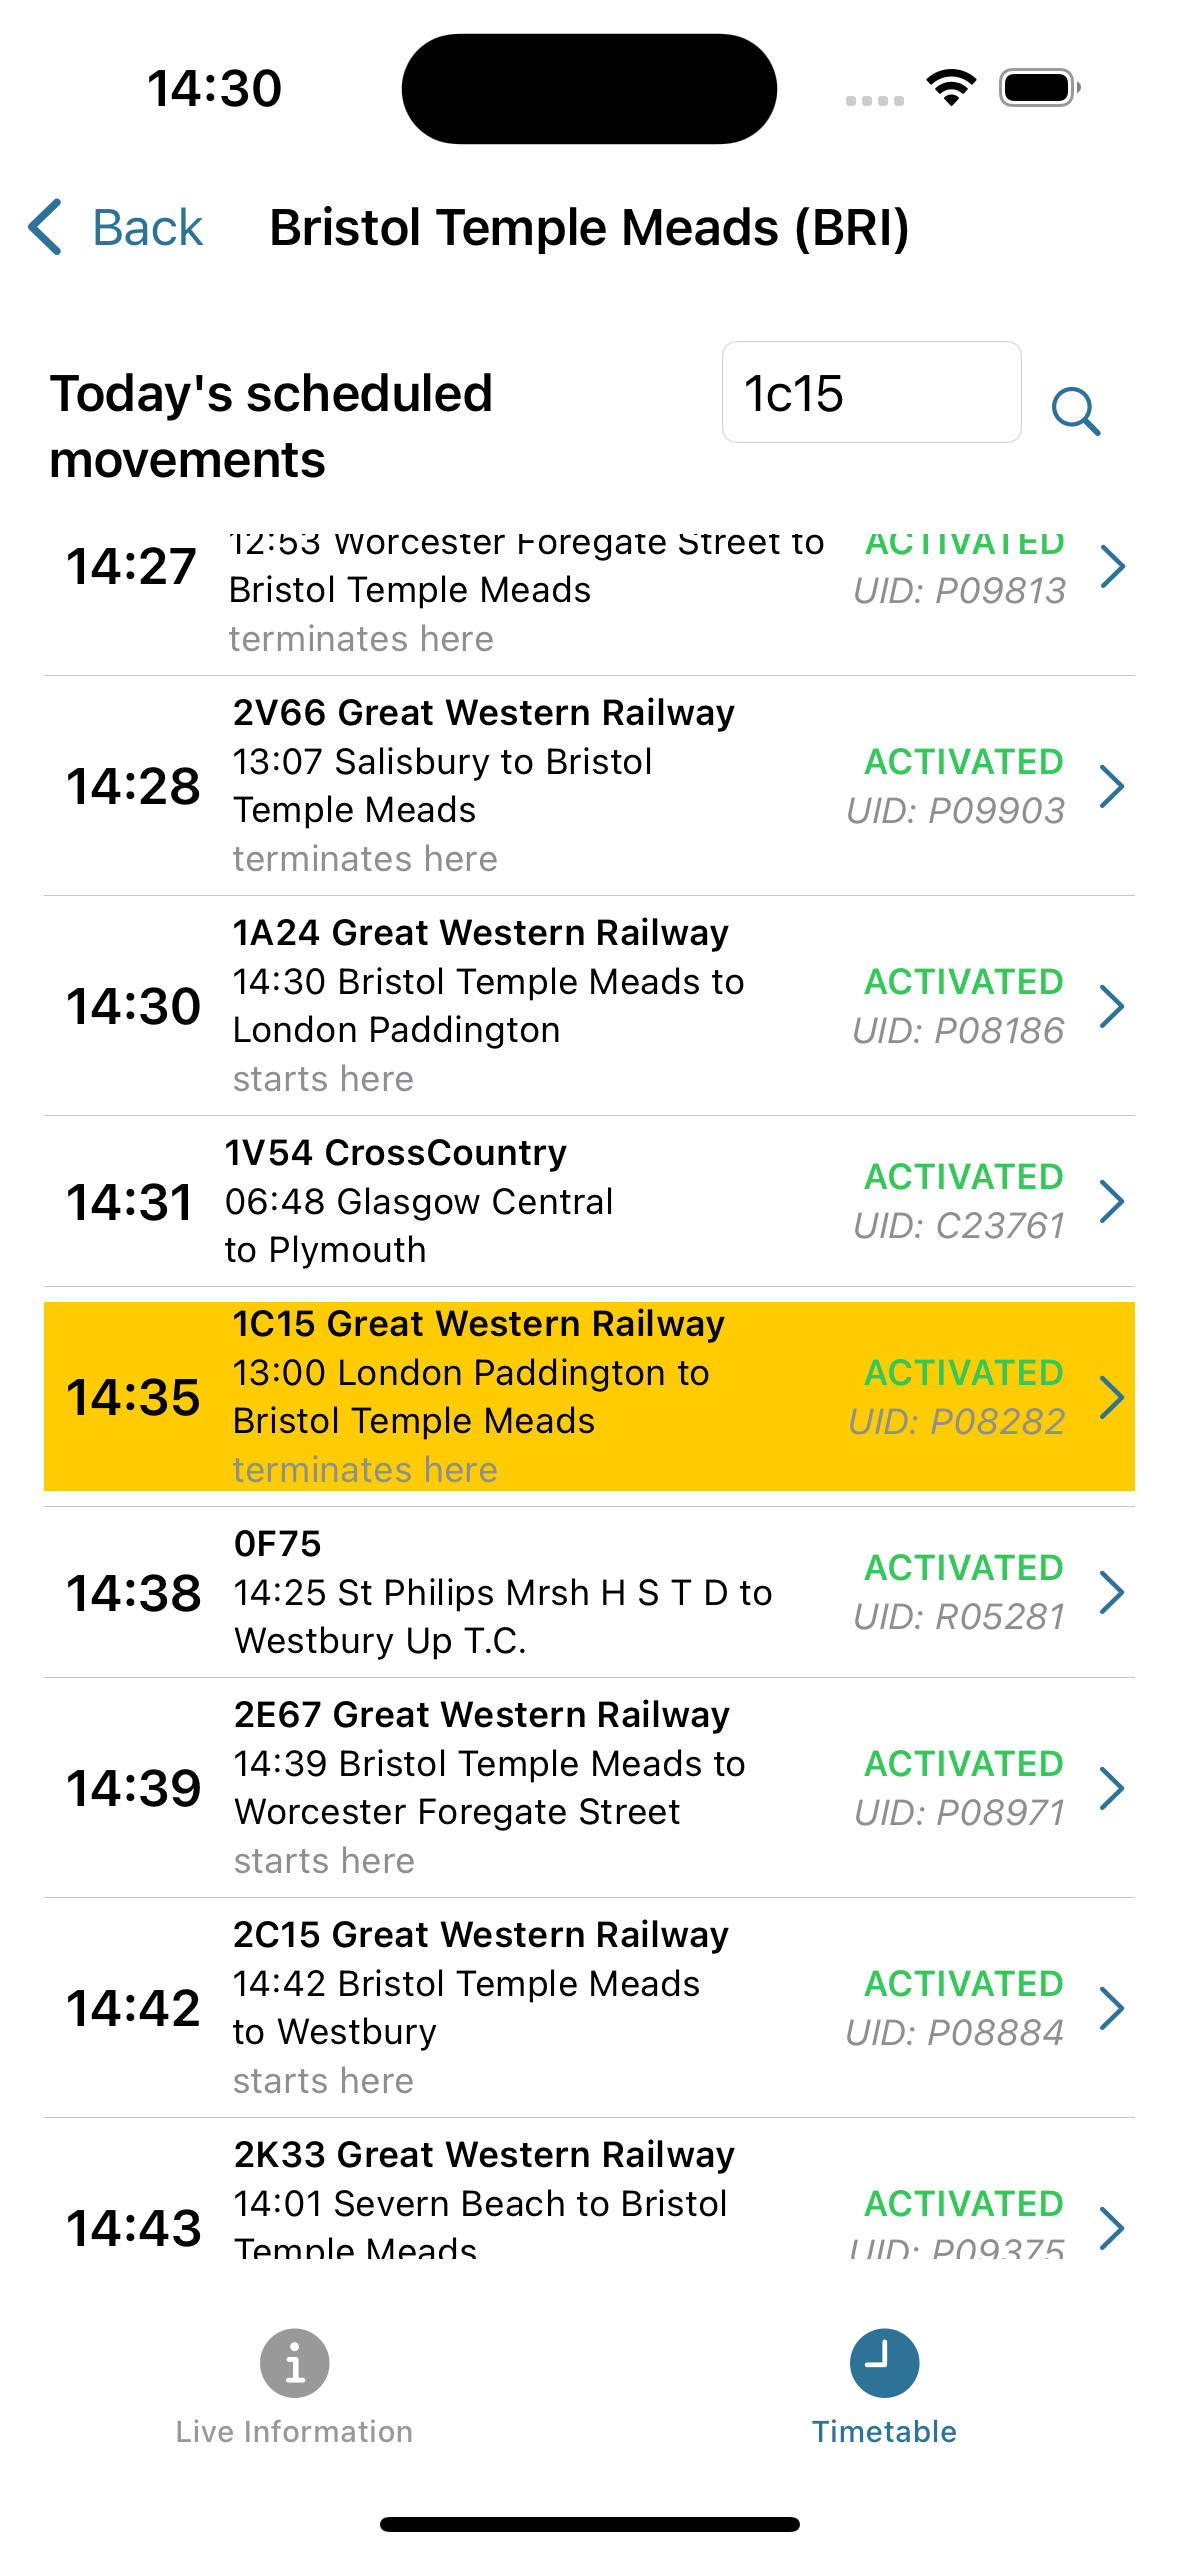 14:30
Back
Bristol Temple Meads (BRI)
Today's scheduled
movements
1c15
14:27
12:53 Worcester Foregate Street to
Bristol Temple Meads
terminates here
ACTIVATED
UID: P09813
14:28
2V66 Great Western Railway
13:07 Salisbury to Bristol
Temple Meads
terminates here
ACTIVATED
UID: P09903
14:30
1A24 Great Western Railway
14:30 Bristol Temple Meads to
London Paddington
starts here
ACTIVATED
UID: P08186
14:31
1V54 CrossCountry
06:48 Glasgow Central
to Plymouth
ACTIVATED
UID: C23761
14:35
1C15 Great Western Railway
13:00 London Paddington to
Bristol Temple Meads
terminates here
ACTIVATED
UID: P08282
14:38
0F75
14:25 St Philips Mrsh H S T D to
Westbury Up T.C.
ACTIVATED
UID: R05281
14:39
2E67 Great Western Railway
14:39 Bristol Temple Meads to
Worcester Foregate Street
starts here
ACTIVATED
UID: P08971
14:42
2C15 Great Western Railway
14:42 Bristol Temple Meads
to Westbury
starts here
ACTIVATED
UID: P08884
14:43
2K33 Great Western Railway
14:01 Severn Beach to Bristol
Temple Meads
ACTIVATED
UID: P09375
Live Information
Timetable